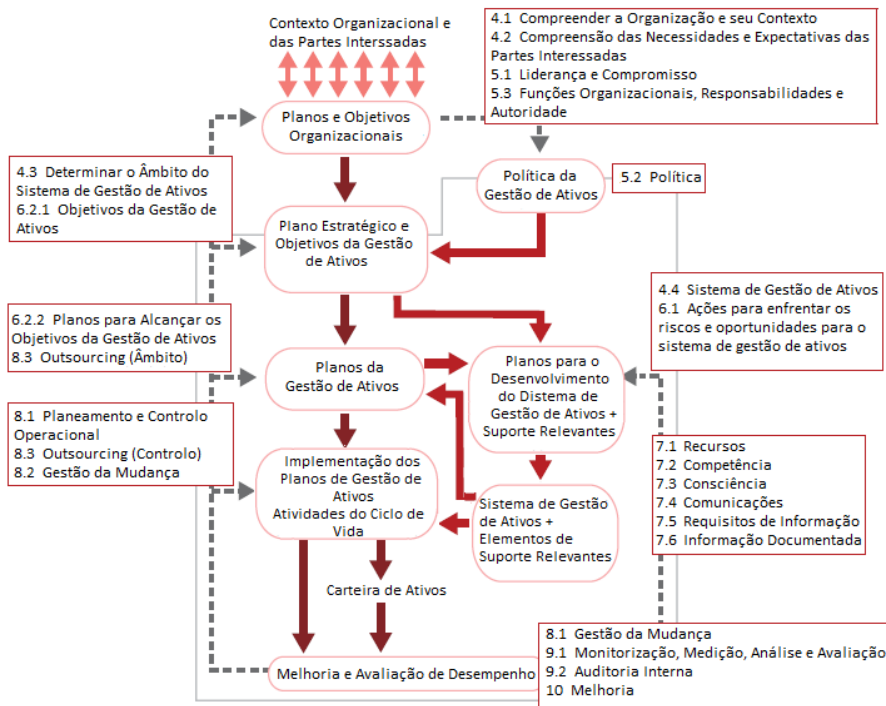 Contexto Organizacional e
das Partes Interssadas
4.1 Compreender a Organização e seu Contexto
4.2 Compreensão das Necessidades e Expectativas das
Partes Interessadas
5.1 Liderança e Compromisso
5.3 Funções Organizacionais, Responsabilidades e
Autoridade
Planos e Objetivos
Organizacionais
4.3 Determinar o Âmbito do
Sistema de Gestão de Ativos
6.2.1 Objetivos da Gestão de
Ativos
Política da
Gestão de Ativos
5.2 Política
Plano Estratégico e
Objetivos da Gestão
de Ativos
4.4 Sistema de Gestão de Ativos
6.1 Ações para enfrentar os
riscos e oportunidades para o
sistema de gestão de ativos
6.2.2 Planos para Alcançar os
Objetivos da Gestão de Ativos
8.3 Outsourcing (Âmbito)
Planos da
Gestão de Ativos
Planos para o
Desenvolvimento
do Distema de
Gestão de Ativos +
Suporte Relevantes
8.1 Planeamento e Controlo
Operacional
8.3 Outsourcing (Controlo)
8.2 Gestão da Mudança
7.1 Recursos
7.2 Competência
7.3 Consciência
7.4 Comunicações
7.5 Requisitos de Informação
7.6 Informação Documentada
Implementação dos
Planos de Gestão de
Ativos
Atividades do Ciclo de
Vida
Sistema de Gestão
de Ativos +
Elementos de
Suporte Relevantes
Carteira de Ativos
8.1 Gestão da Mudança
9.1 Monitorização, Medição, Análise e Avaliação
9.2 Auditoria Interna
10 Melhoria
Melhoria e Avaliação de Desempenho